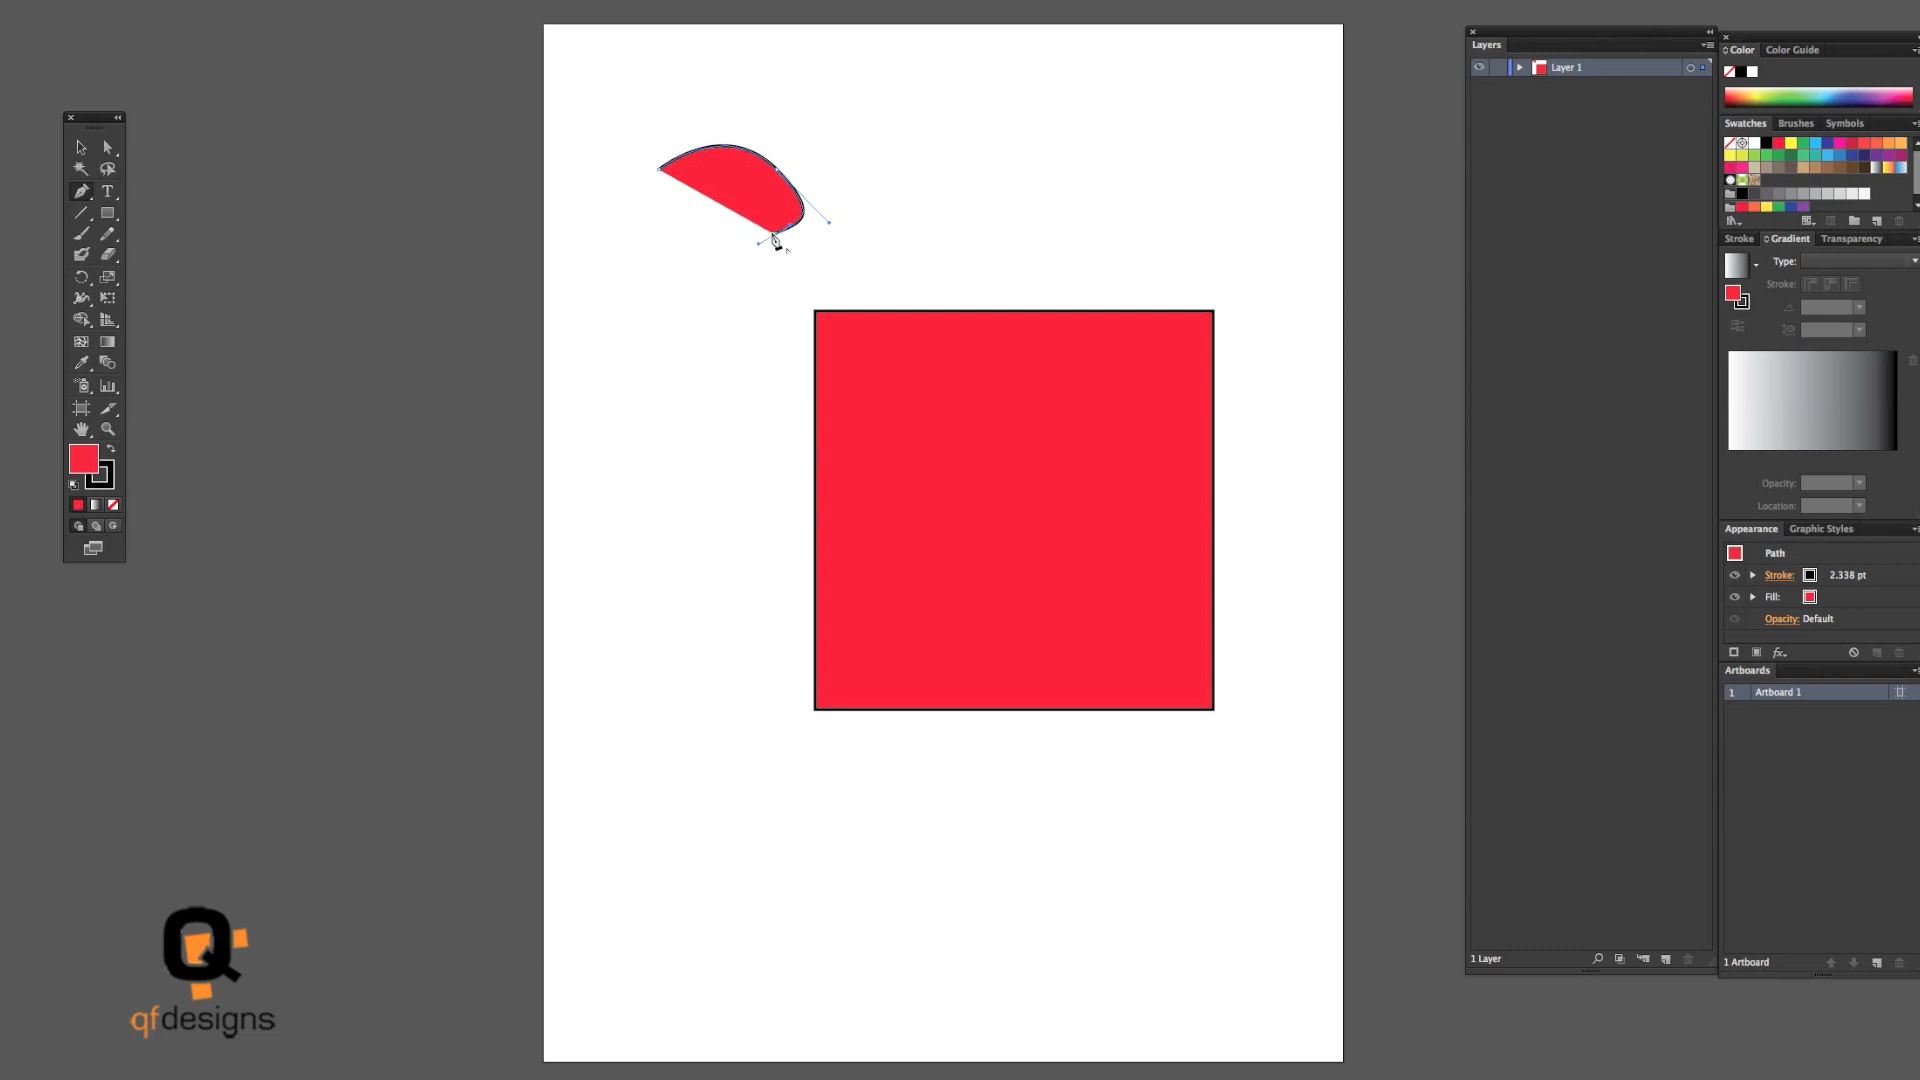 Layers
Layer 1
1 Layer
Color Color Guide
Swatches Brushes Symbols
Stroke Gradient Transparency
Type:
Stroke:
Opacity:
Location:
Appearance Graphic Styles
Path
Stroke: 2.338 pt
Fill:
Opacity: Default
fx
Artboards
1 Artboard 1
1 Artboard
T
Q
qfdesigns